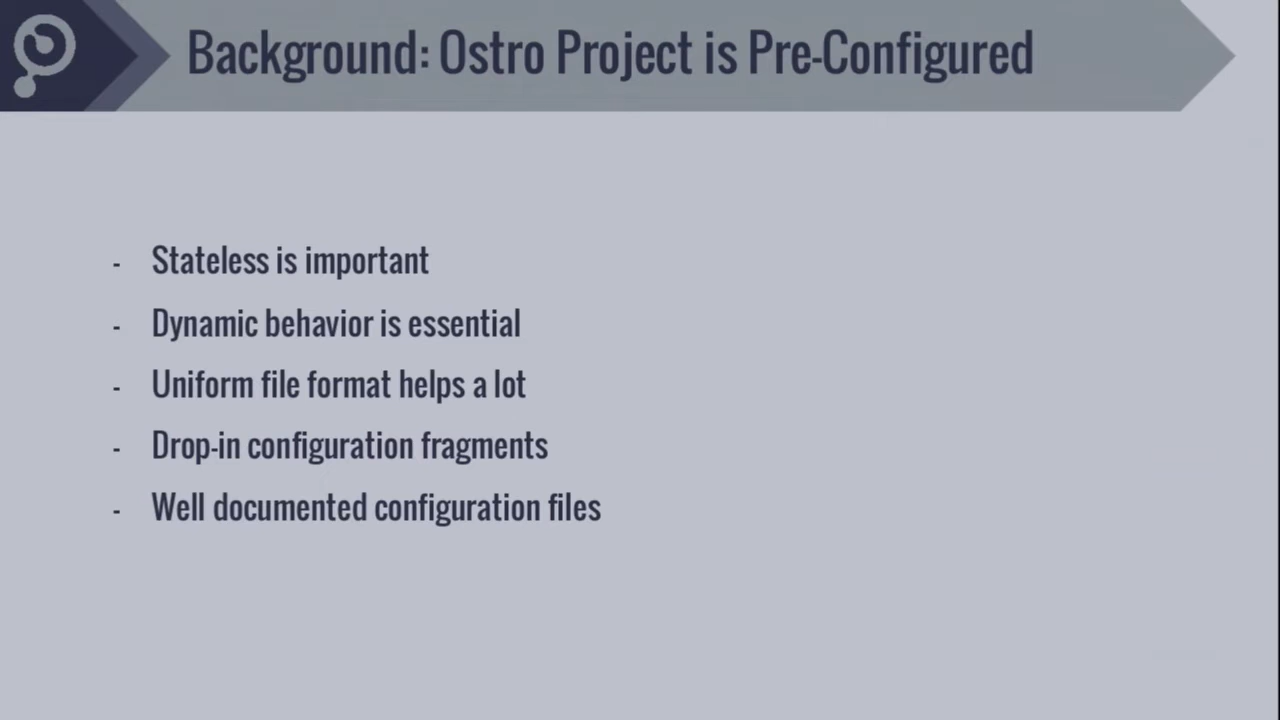 Background: Ostro Project is Pre-Configured
- Stateless is important
- Dynamic behavior is essential
- Uniform file format helps a lot
- Drop-in configuration fragments
- Well documented configuration files